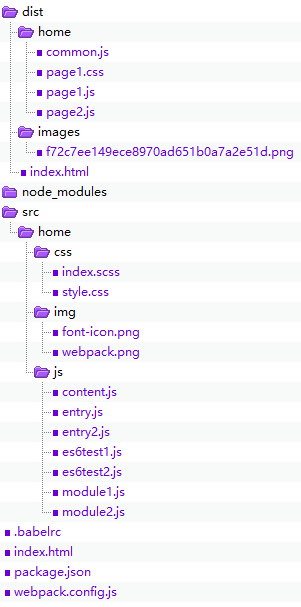 dist
home
common.js
page1.css
page1.js
page2.js
images
f72c7ee149ece8970ad651b0a7a2e51d.png
index.html
node_modules
src
home
css
index.scss
style.css
img
font-icon.png
webpack.png
js
content.js
entry.js
entry2.js
es6test1.js
es6test2.js
module1.js
module2.js
.babelrc
index.html
package.json
webpack.config.js